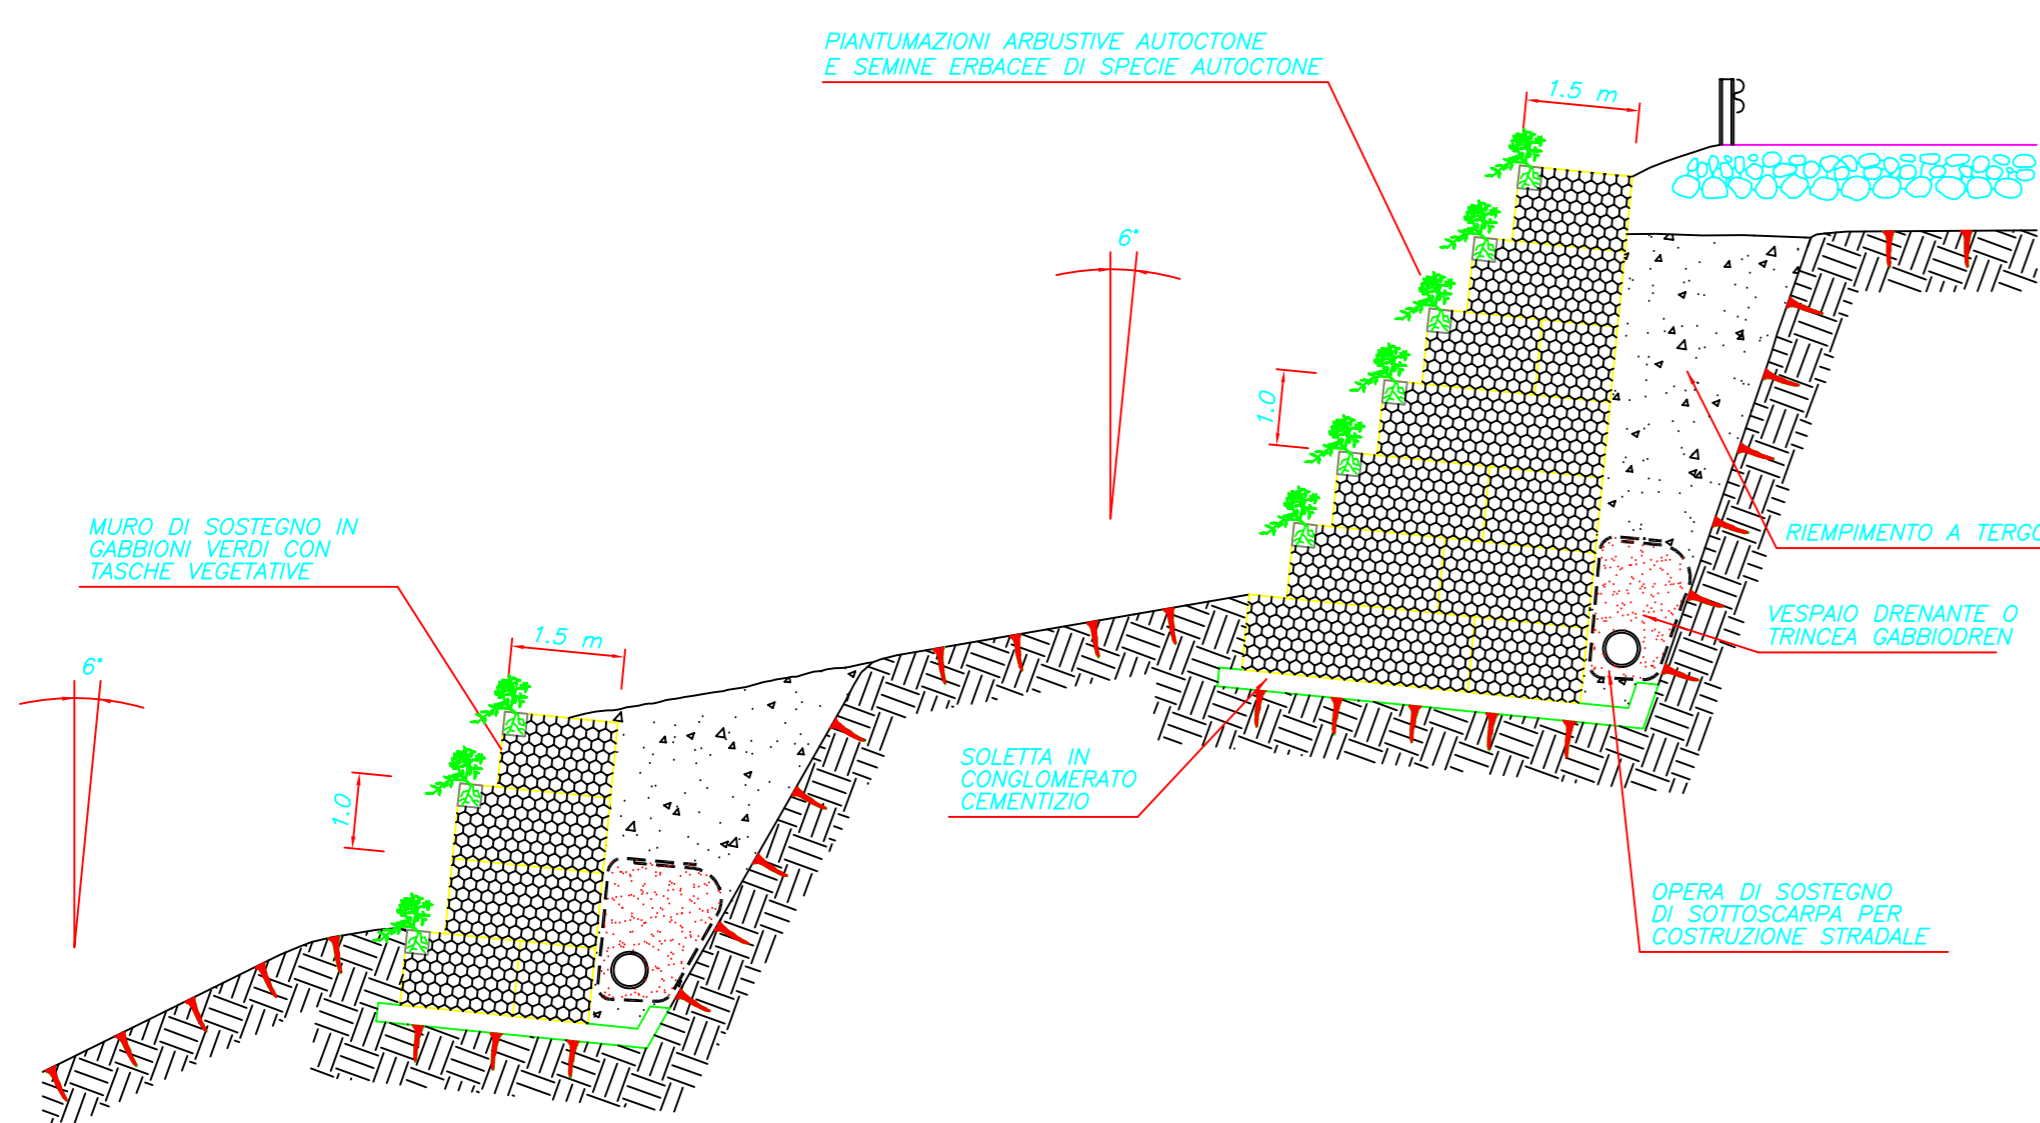 PIANTUMAZIONI ARBUSTIVE AUTOCTONE
E SEMINE ERBACEE DI SPECIE AUTOCTONE
1.5 m
6°
1.0
MURO DI SOSTEGNO IN
GABBIONI VERDI CON
TASCHE VEGETATIVE
RIEMPIMENTO A TERGO
VESPAIO DRENANTE O
TRINCEA GABBIODREN
1.5 m
6°
1.0
SOLETTA IN
CONGLOMERATO
CEMENTIZIO
OPERA DI SOSTEGNO
DI SOTTOSCARPA PER
COSTRUZIONE STRADALE